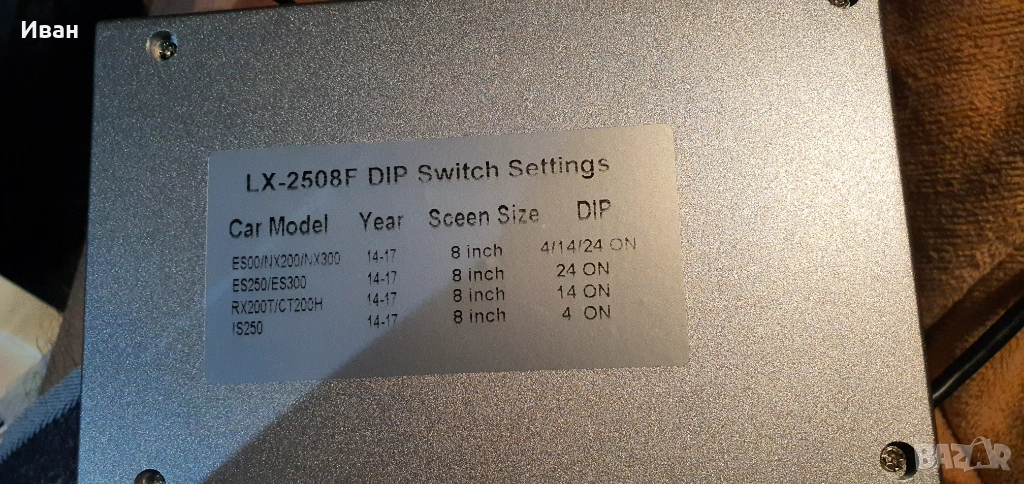 Иван
LX-2508F DIP Switch Settings
Car Model Year Sceen Size DIP
ES00/NX200/NX300 14-17 8 inch 4/14/24 ON
ES250/ES300 14-17 8 inch 24 ON
RX200T/CT200H 14-17 8 inch 14 ON
IS250 14-17 8 inch 4 ON
BAZAR